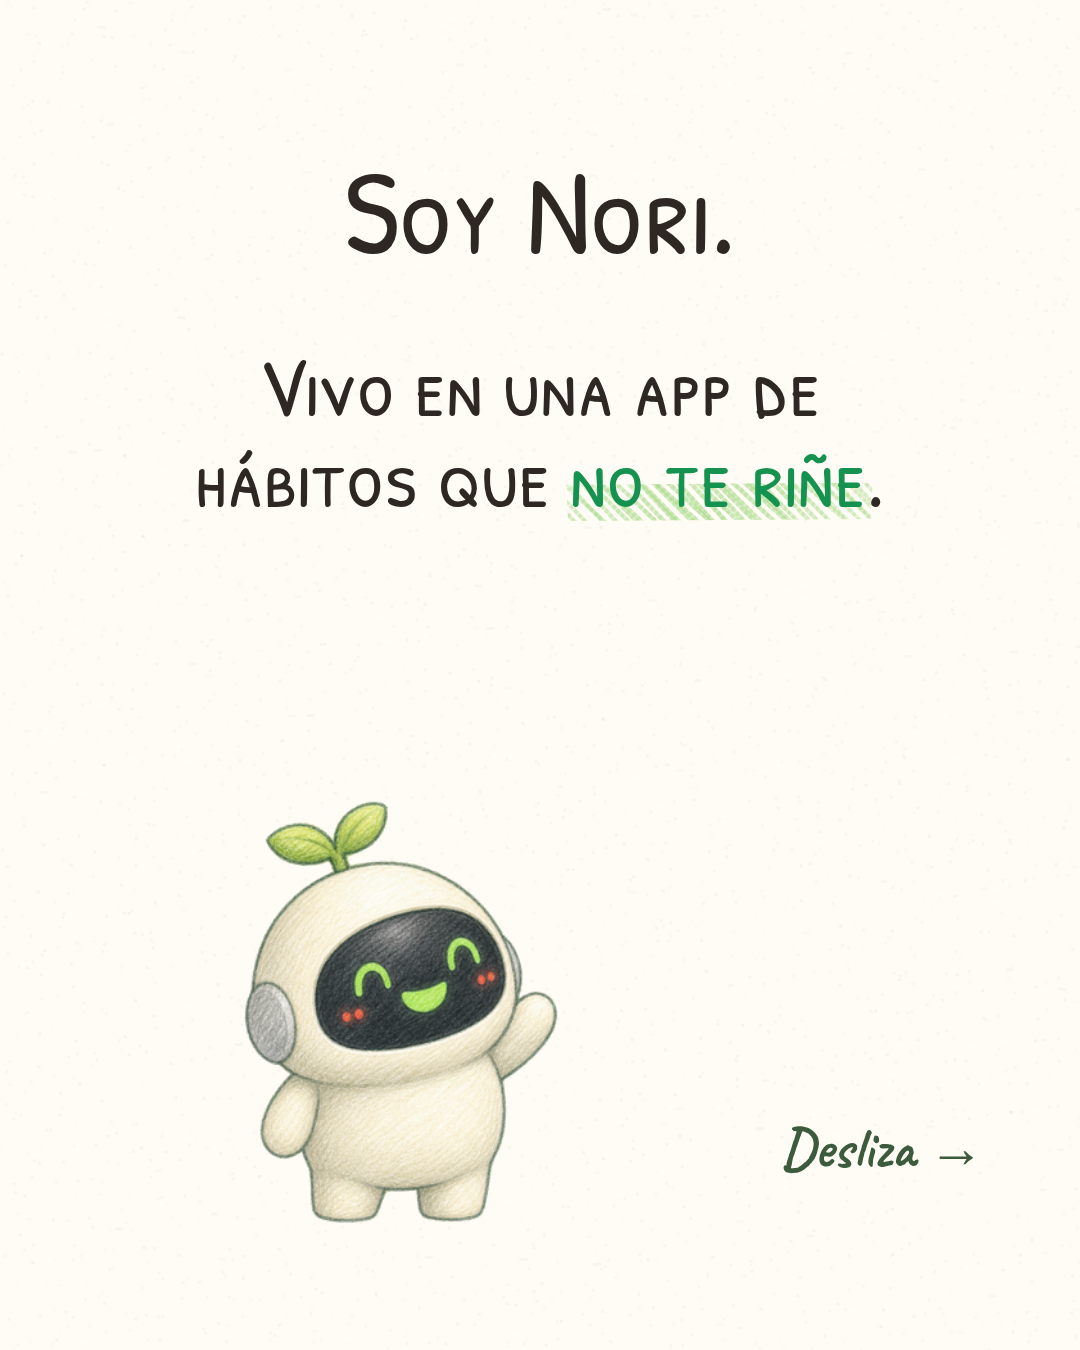 Soy Nori.
Vivo en una app de
hábitos que no te riñe.
Desliza →